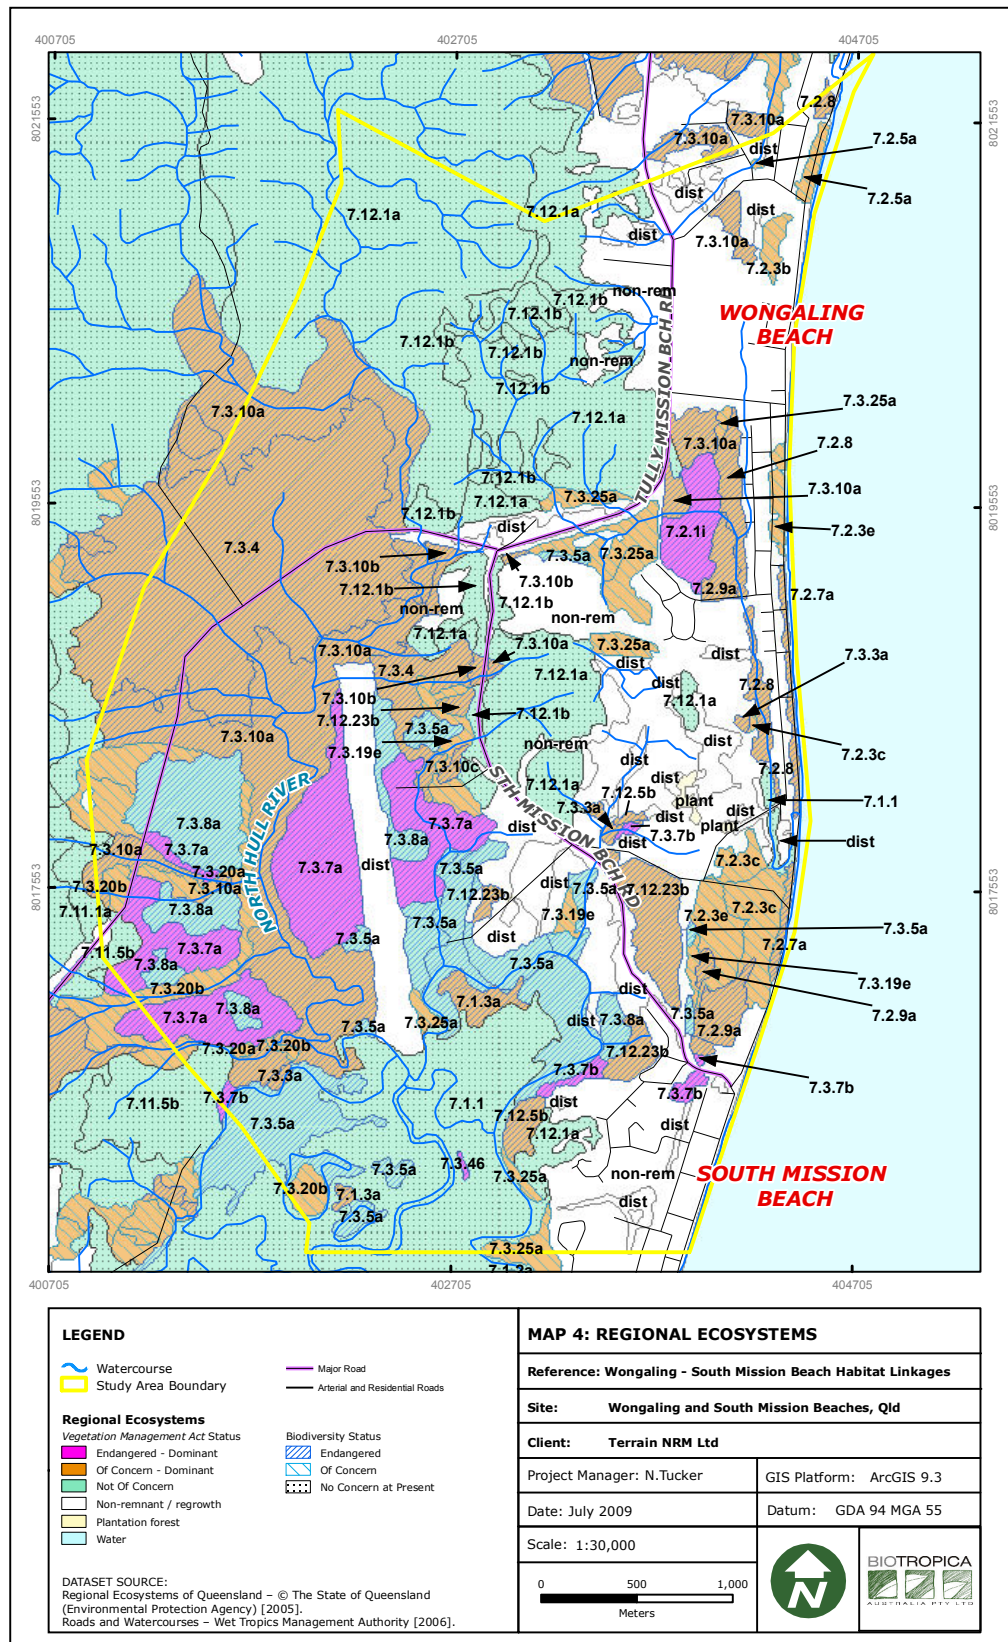 400705
402705
404705
8021553
8021553
7.2.8
7.3.10a
7.3.10a
dist
7.2.5a
dist
7.2.5a
7.12.1a
7.12.1a
dist
dist
7.3.10a
7.2.3b
non-rem
7.12.1b
7.12.1b
7.12.1b
7.12.1b
non-rem
7.12.1b
WONGALING
BEACH
TULLY MISSION BCH RD
7.3.10a
7.12.1a
7.3.25a
7.3.10a
7.2.8
7.12.1b
7.3.10a
7.12.1a
7.3.25a
8019553
8019553
7.12.1b
dist
7.2.1i
7.2.3e
7.3.4
7.3.10b
7.3.5a
7.3.25a
7.12.1b
7.3.10b
7.2.9a
7.2.7a
non-rem
7.12.1b
non-rem
7.12.1a
7.3.10a
7.3.10a
7.3.25a
7.3.3a
7.3.4
dist
7.12.1a
dist
7.2.8
7.3.10b
7.12.1a
7.12.23b
7.12.1b
7.3.5a
7.3.10a
7.3.19e
non-rem
dist
7.2.3c
7.3.10c
7.2.8
STH MISSION BCH RD
7.12.1a
dist
7.12.5b
7.1.1
NORTH HULL RIVER
plant
7.3.3a
dist
dist
7.3.8a
7.3.7a
dist
plant
7.3.7b
7.3.10a
7.3.7a
7.3.8a
dist
dist
7.3.7a
dist
7.3.20a
7.3.5a
7.2.3c
7.3.20b
7.3.10a
dist
7.3.5a
7.12.23b
8017553
8017553
7.12.23b
7.11.1a
7.3.8a
7.3.19e
7.2.3e
7.2.3c
7.3.5a
7.3.5a
7.3.5a
7.11.5b
7.3.7a
dist
7.2.7a
7.3.8a
7.3.5a
7.3.20b
7.3.19e
7.1.3a
dist
7.3.8a
7.3.7a
7.3.5a
7.3.25a
dist
7.3.8a
7.3.5a
7.2.9a
7.2.9a
7.3.20a
7.3.20b
7.12.23b
7.3.3a
7.3.7b
7.3.7b
7.3.7b
7.3.7b
7.11.5b
7.1.1
dist
7.3.5a
7.12.5b
dist
7.12.1a
7.3.5a
7.3.46
non-rem
7.3.20b
7.1.3a
7.3.25a
SOUTH MISSION
BEACH
7.3.5a
dist
7.3.25a
400705
402705
404705
LEGEND
Watercourse
Study Area Boundary
Major Road
Arterial and Residential Roads
Regional Ecosystems
Vegetation Management Act Status
Endangered - Dominant
Of Concern - Dominant
Not Of Concern
Non-remnant / regrowth
Plantation forest
Water
Biodiversity Status
Endangered
Of Concern
No Concern at Present
DATASET SOURCE:
Regional Ecosystems of Queensland – © The State of Queensland
(Environmental Protection Agency) [2005].
Roads and Watercourses – Wet Tropics Management Authority [2006].
MAP 4: REGIONAL ECOSYSTEMS
Reference: Wongaling - South Mission Beach Habitat Linkages
Site: Wongaling and South Mission Beaches, Qld
Client: Terrain NRM Ltd
Project Manager: N.Tucker
GIS Platform: ArcGIS 9.3
Date: July 2009
Datum: GDA 94 MGA 55
Scale: 1:30,000
0 500 1,000
Meters
N
BIOTROPICA
AUSTRALIA PTY LTD